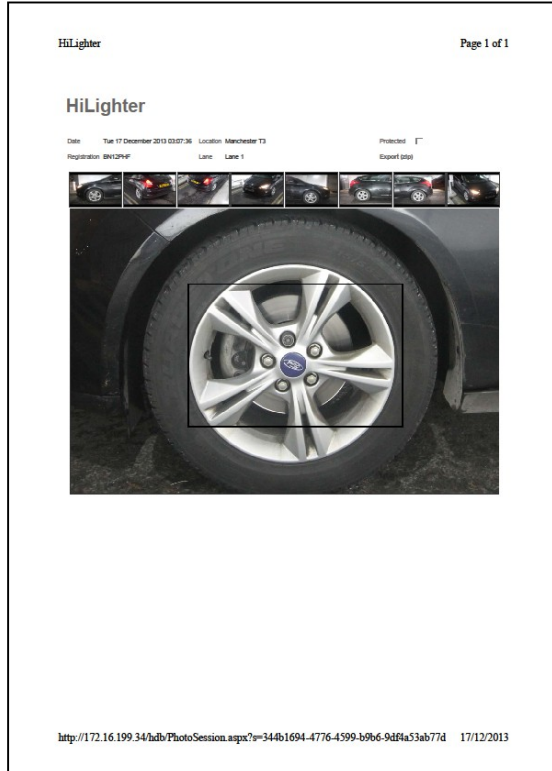 HiLighter Page 1 of 1
HiLighter
Date Tue 17 December 2013 03:07:36 Location Manchester T3 Protected
Registration BN12PHF Lane Lane 1 Export (zip)
http://172.16.199.34/hdb/PhotoSession.aspx?s=344b1694-4776-4599-b9b6-9df4a53ab77d 17/12/2013